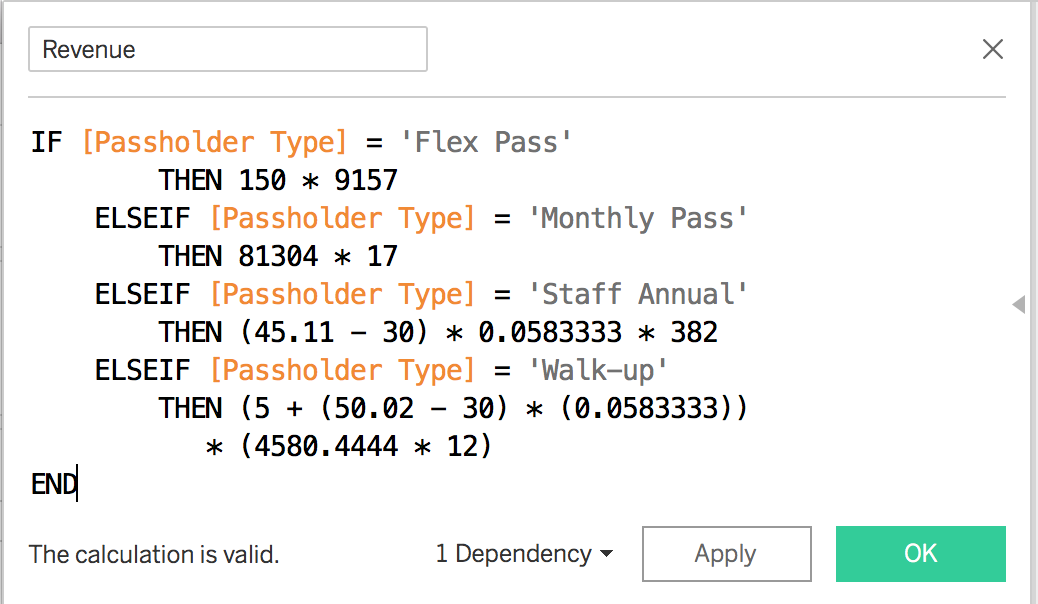 Revenue
IF [Passholder Type] = 'Flex Pass'
THEN 150 * 9157
ELSEIF [Passholder Type] = 'Monthly Pass'
THEN 81304 * 17
ELSEIF [Passholder Type] = 'Staff Annual'
THEN (45.11 - 30) * 0.0583333 * 382
ELSEIF [Passholder Type] = 'Walk-up'
THEN (5 + (50.02 - 30) * (0.0583333))
* (4580.4444 * 12)
END
The calculation is valid.
1 Dependency
Apply
OK